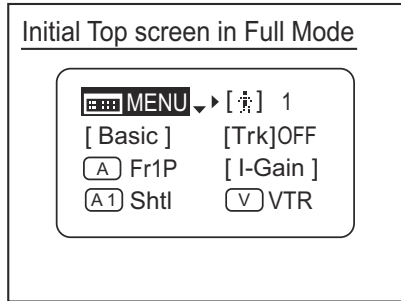 Initial Top screen in Full Mode
MENU [ ] 1
[ Basic ] [Trk]OFF
A Fr1P [ I-Gain ]
A1 Shtl V VTR